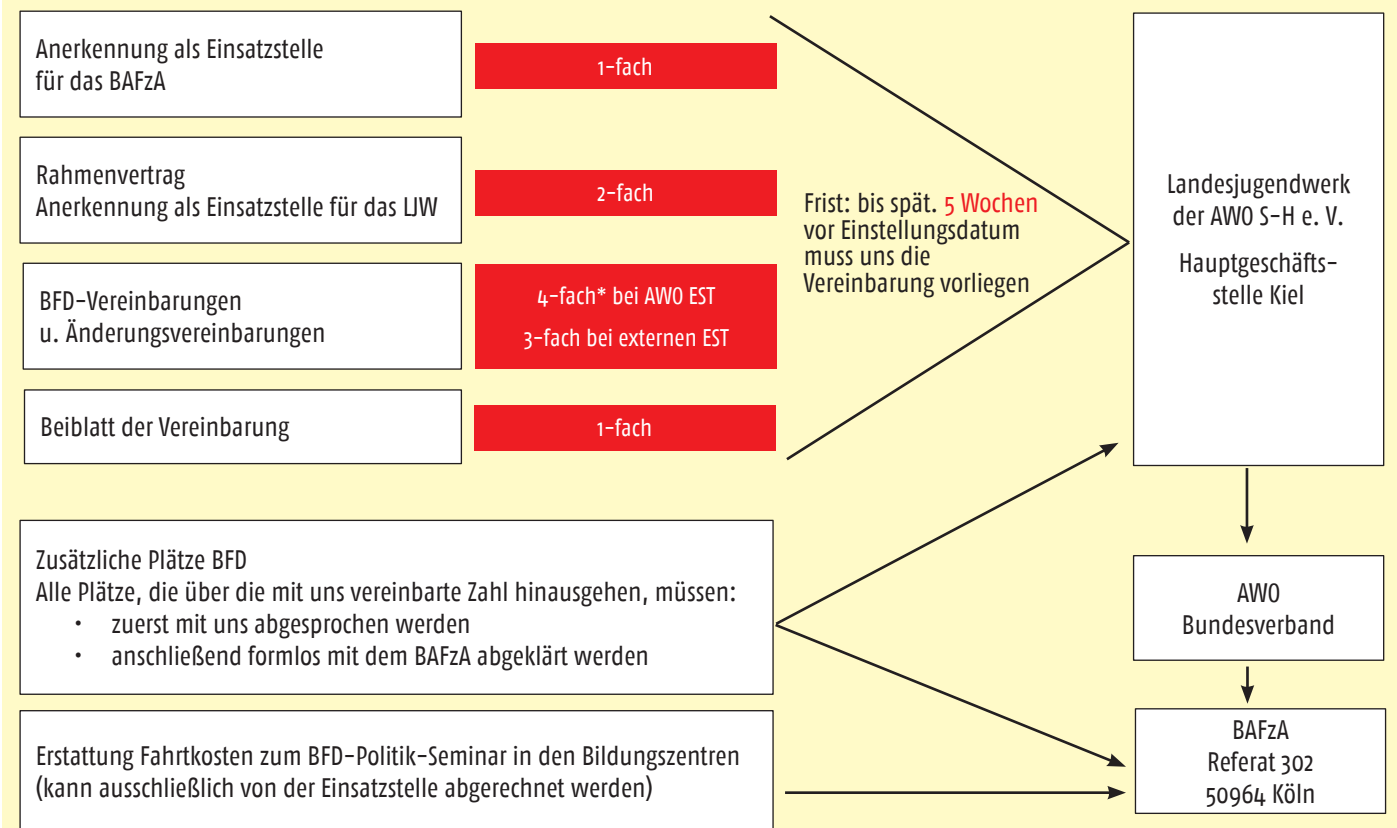 Anerkennung als Einsatzstelle
für das BAFzA
1-fach
Rahmenvertrag
Anerkennung als Einsatzstelle für das LJW
2-fach
BFD-Vereinbarungen
u. Änderungsvereinbarungen
4-fach* bei AWO EST
3-fach bei externen EST
Beiblatt der Vereinbarung
1-fach
Frist: bis spät. 5 Wochen
vor Einstellungsdatum
muss uns die
Vereinbarung vorliegen
Landesjugendwerk
der AWO S-H e. V.
Hauptgeschäfts-
stelle Kiel
Zusätzliche Plätze BFD
Alle Plätze, die über die mit uns vereinbarte Zahl hinausgehen, müssen:
• zuerst mit uns abgesprochen werden
• anschließend formlos mit dem BAFzA abgeklärt werden
AWO
Bundesverband
Erstattung Fahrtkosten zum BFD-Politik-Seminar in den Bildungszentren
(kann ausschließlich von der Einsatzstelle abgerechnet werden)
BAFzA
Referat 302
50964 Köln